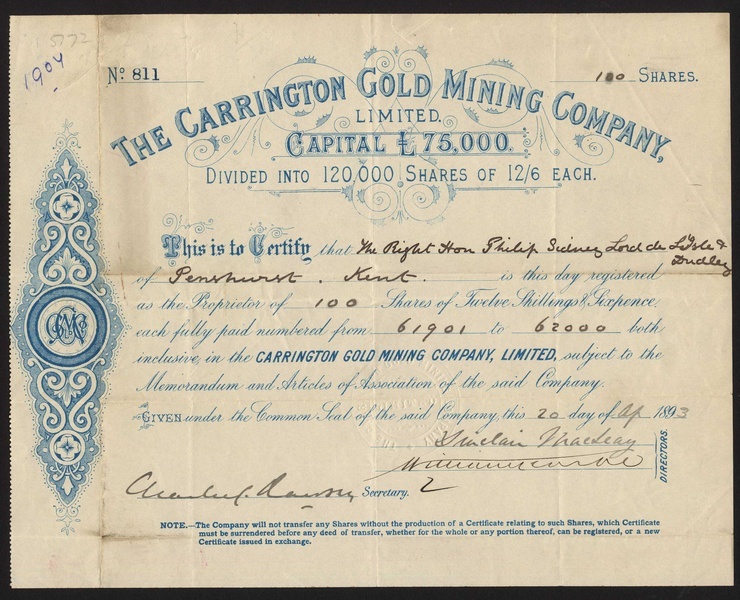 5772
1904
No. 811
100 SHARES.
THE CARRINGTON GOLD MINING COMPANY,
LIMITED.
CAPITAL £ 75,000.
DIVIDED INTO 120,000 SHARES OF 12/6 EACH.
This is to Certify that The Right Hon Philip Sidney Lord de L'Isle & Dudley
of Penshurst. Kent. is this day registered
as the Proprietor of 100 Shares of Twelve Shillings & Sixpence,
each fully paid numbered from 61901 to 62000 both
inclusive, in the CARRINGTON GOLD MINING COMPANY, LIMITED, subject to the
Memorandum and Articles of Association of the said Company.
GIVEN under the Common Seal of the said Company, this 20 day of Ap 1893
Sinclair Macleay
DIRECTORS.
Secretary.
NOTE.—The Company will not transfer any Shares without the production of a Certificate relating to such Shares, which Certificate
must be surrendered before any deed of transfer, whether for the whole or any portion thereof, can be registered, or a new
Certificate issued in exchange.